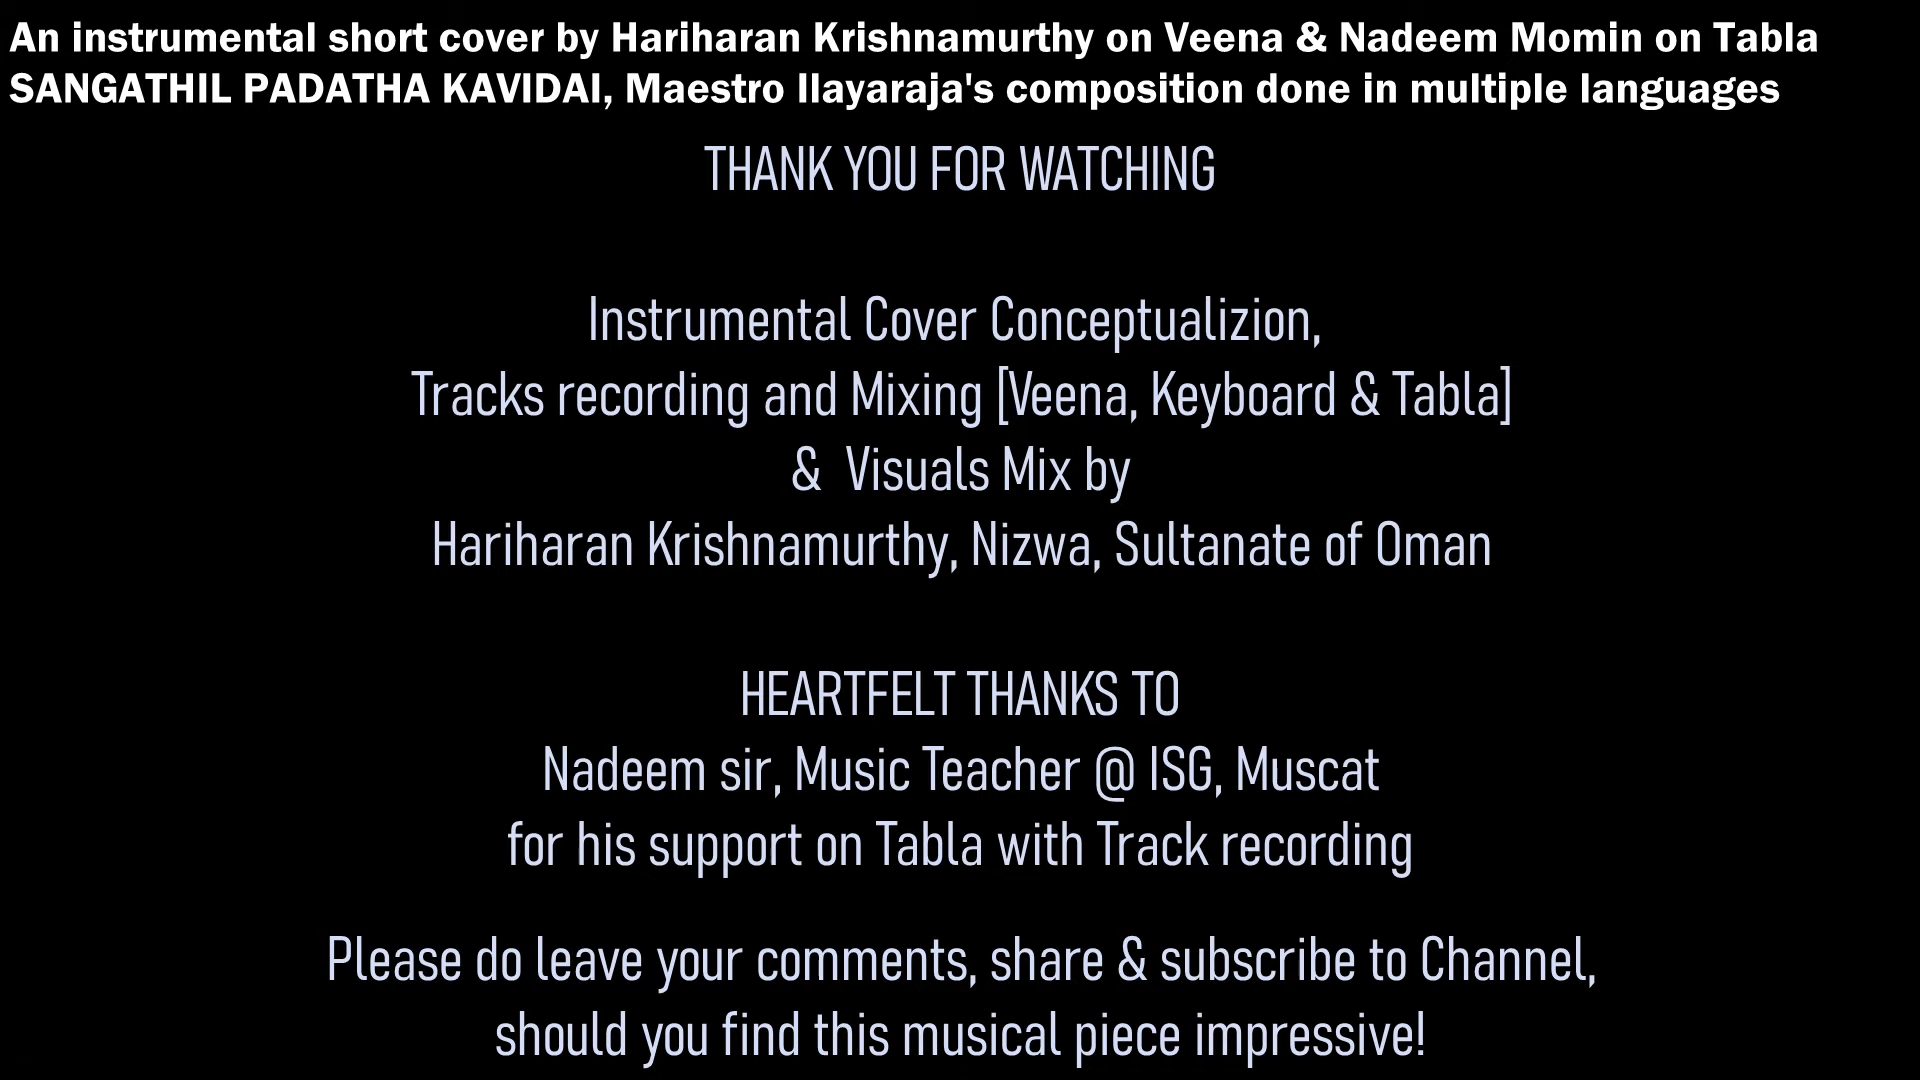 An instrumental short cover by Hariharan Krishnamurthy on Veena & Nadeem Momin on Tabla
SANGATHIL PADATHA KAVIDAI, Maestro Ilayaraja's composition done in multiple languages
THANK YOU FOR WATCHING
Instrumental Cover Conceptualizion,
Tracks recording and Mixing [Veena, Keyboard & Tabla]
& Visuals Mix by
Hariharan Krishnamurthy, Nizwa, Sultanate of Oman
HEARTFELT THANKS TO
Nadeem sir, Music Teacher @ ISG, Muscat
for his support on Tabla with Track recording
Please do leave your comments, share & subscribe to Channel,
should you find this musical piece impressive!